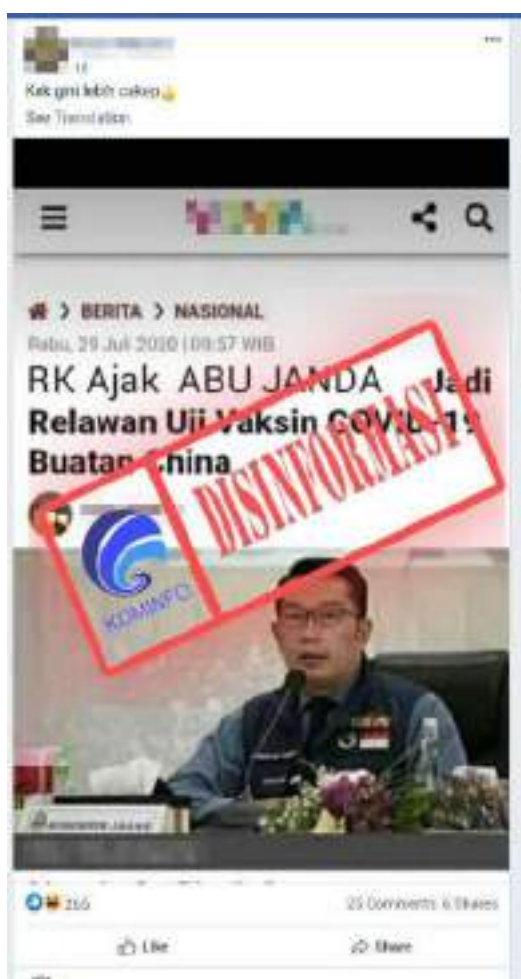 Kek gini lebih cakep
See Translation
BERITA > NASIONAL
Rabu, 29 Juli 2020 | 09:57 WIB
RK Ajak ABU JANDA Jadi
Relawan Uji Vaksin COVID-19
Buatan China
DISINFORMASI
KOMINFO
265
23 Comments 6 Shares
Like
Share